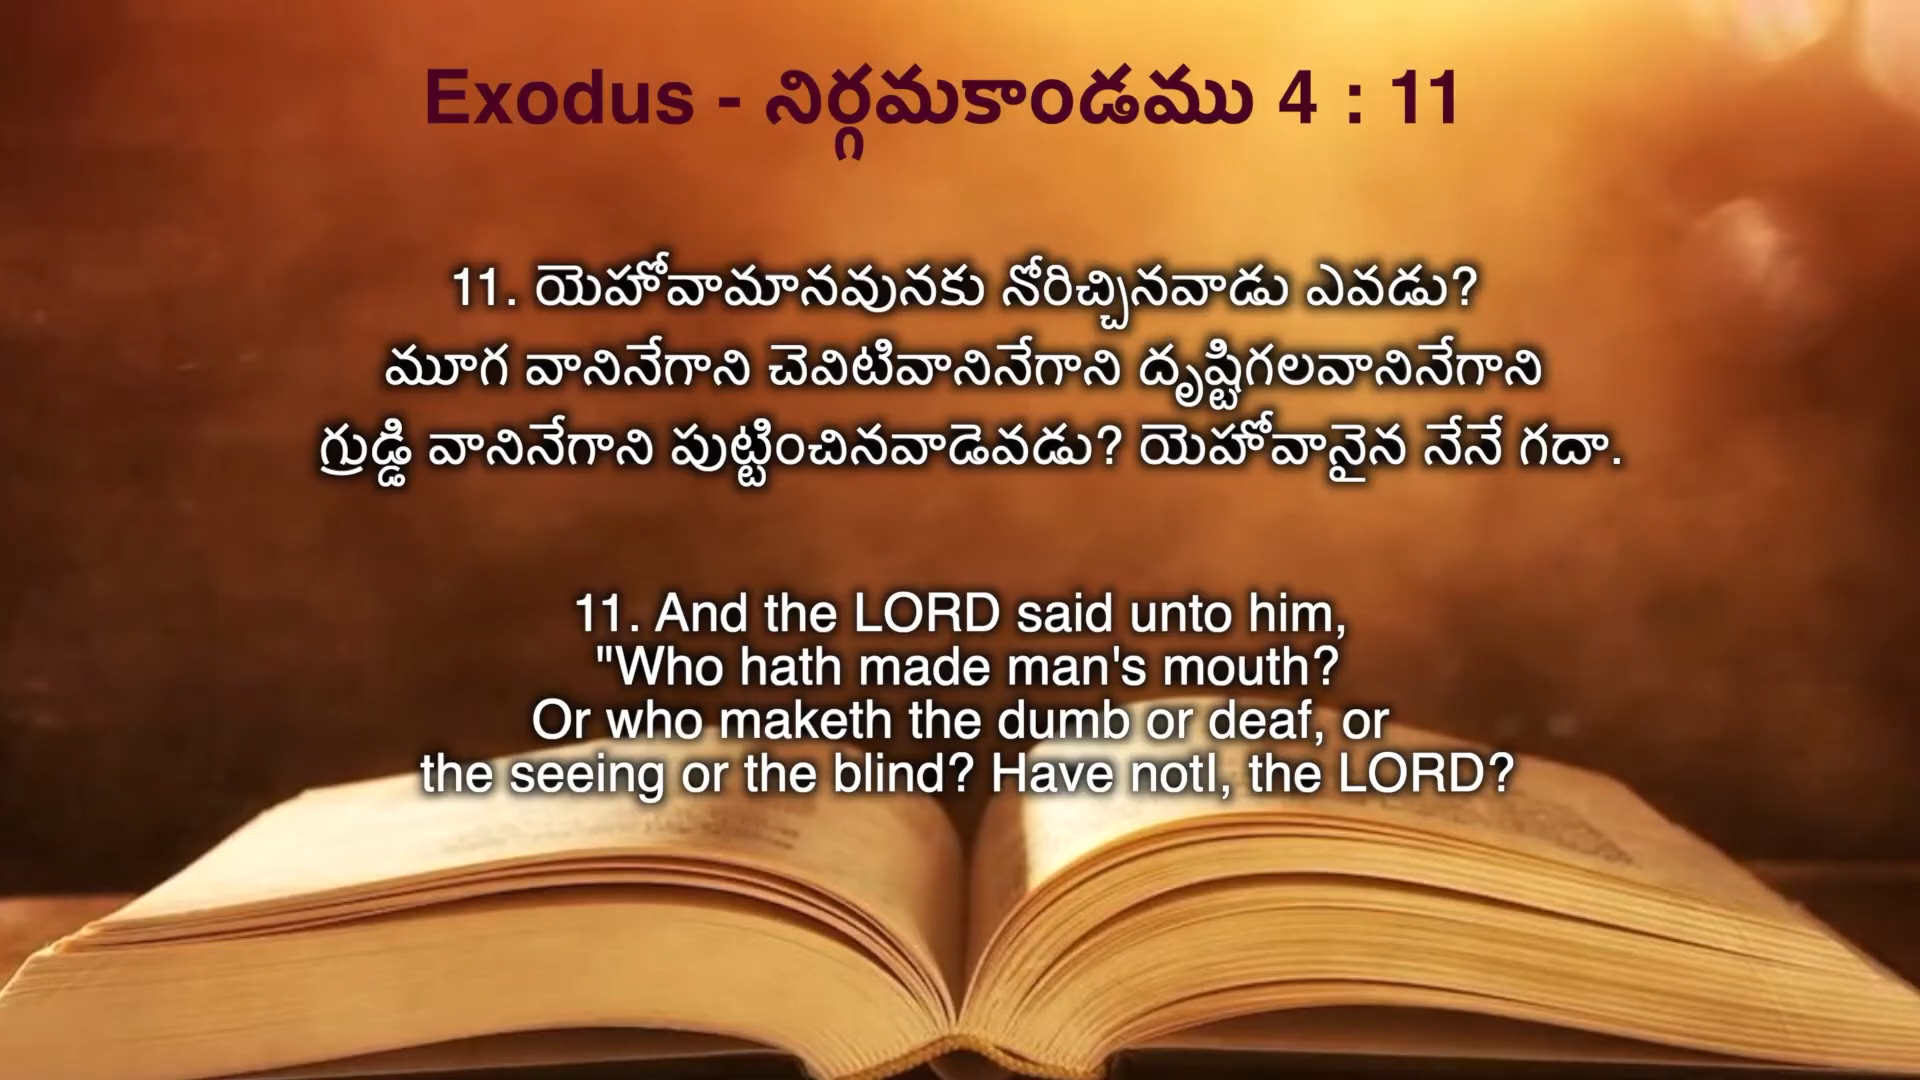 Exodus - నిర్గమకాండము 4 : 11
11. యెహోవామానవునకు నోరిచ్చినవాడు ఎవడు?
మూగ వానినేగాని చెవిటివానినేగాని దృష్టిగలవానినేగాని
గ్రుడ్డి వానినేగాని పుట్టించినవాడెవడు? యెహోవానైన నేనే గదా.
11. And the LORD said unto him,
"Who hath made man's mouth?
Or who maketh the dumb or deaf, or
the seeing or the blind? Have notI, the LORD?